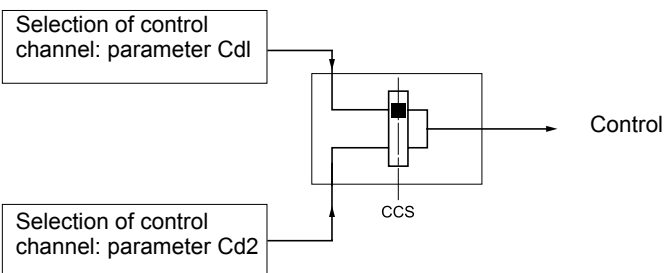 Selection of control
channel: parameter Cdl
Control
CCS
Selection of control
channel: parameter Cd2